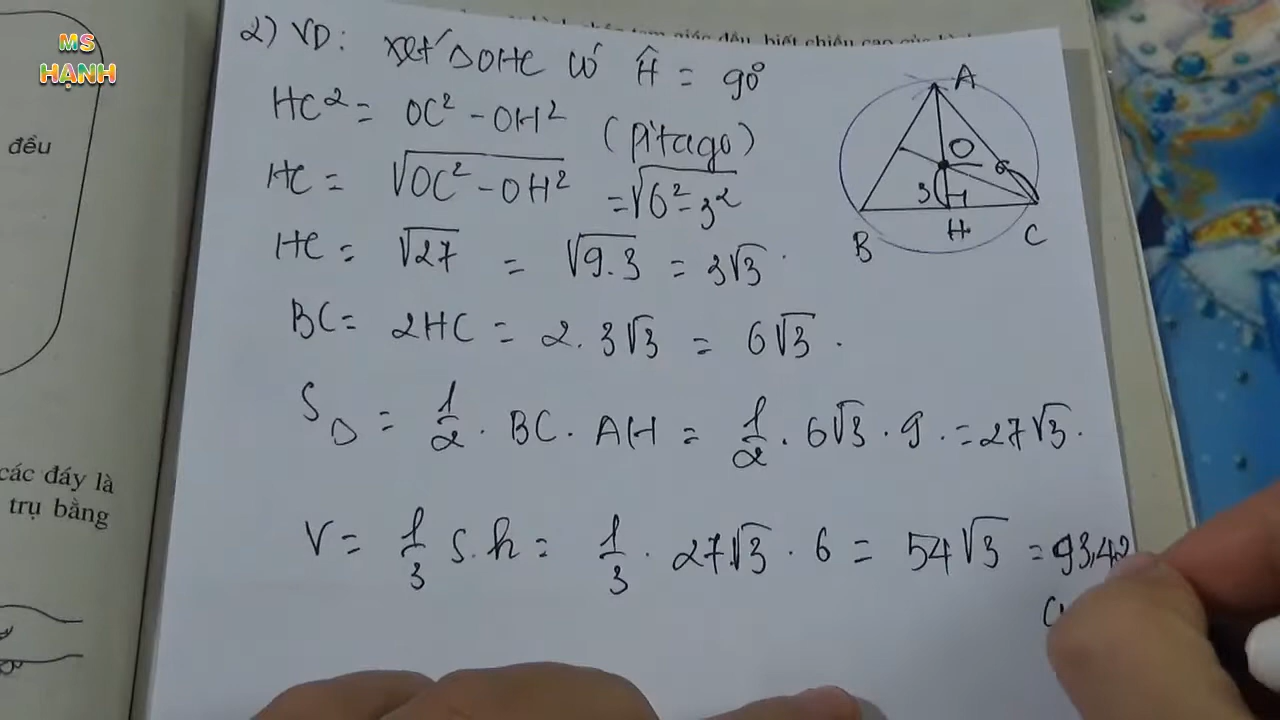 MS
HẠNH
2) VD: xét △OHC có Ĥ = 90°
HC² = OC² - OH² (Pitago)
HC = √(OC² - OH²) = √(6² - 3²)
HC = √27 = √9.3 = 3√3.
BC = 2HC = 2.3√3 = 6√3.
S△ = 1/2 . BC . AH = 1/2 . 6√3 . 9 . = 27√3.
V = 1/3 S.h = 1/3 . 27√3 . 6 = 54√3 = 93,42
A
O
6
3
B
H
C
đều
các đáy là
trụ bằng